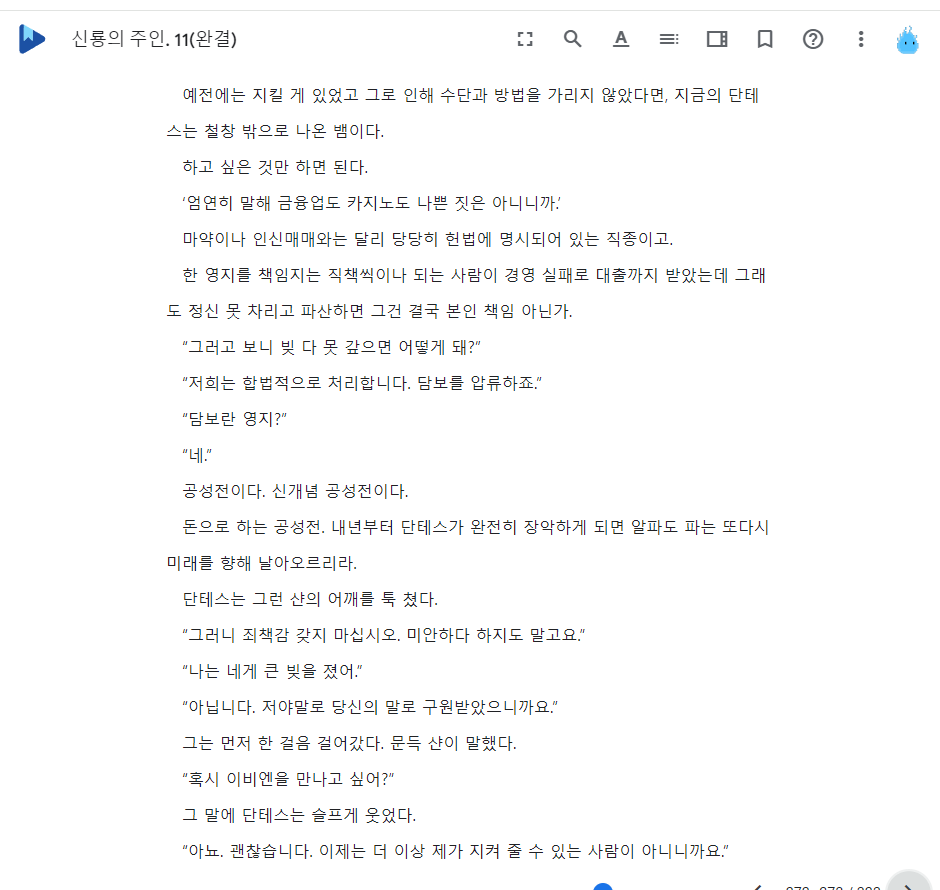 신룡의 주인. 11(완결)
예전에는 지킬 게 있었고 그로 인해 수단과 방법을 가리지 않았다면, 지금의 단테
스는 철창 밖으로 나온 뱀이다.
하고 싶은 것만 하면 된다.
‘엄연히 말해 금융업도 카지노도 나쁜 짓은 아니니까.’
마약이나 인신매매와는 달리 당당히 헌법에 명시되어 있는 직종이고.
한 영지를 책임지는 직책씩이나 되는 사람이 경영 실패로 대출까지 받았는데 그래
도 정신 못 차리고 파산하면 그건 결국 본인 책임 아닌가.
“그러고 보니 빚 다 못 갚으면 어떻게 돼?”
“저희는 합법적으로 처리합니다. 담보를 압류하죠.”
“담보란 영지?”
“네.”
공성전이다. 신개념 공성전이다.
돈으로 하는 공성전. 내년부터 단테스가 완전히 장악하게 되면 알파도 파는 또다시
미래를 향해 날아오르리라.
단테스는 그런 샨의 어깨를 툭 쳤다.
“그러니 죄책감 갖지 마십시오. 미안하다 하지도 말고요.”
“나는 네게 큰 빚을 졌어.”
“아닙니다. 저야말로 당신의 말로 구원받았으니까요.”
그는 먼저 한 걸음 걸어갔다. 문득 샨이 말했다.
“혹시 이비엔을 만나고 싶어?”
그 말에 단테스는 슬프게 웃었다.
“아뇨. 괜찮습니다. 이제는 더 이상 제가 지켜 줄 수 있는 사람이 아니니까요.”